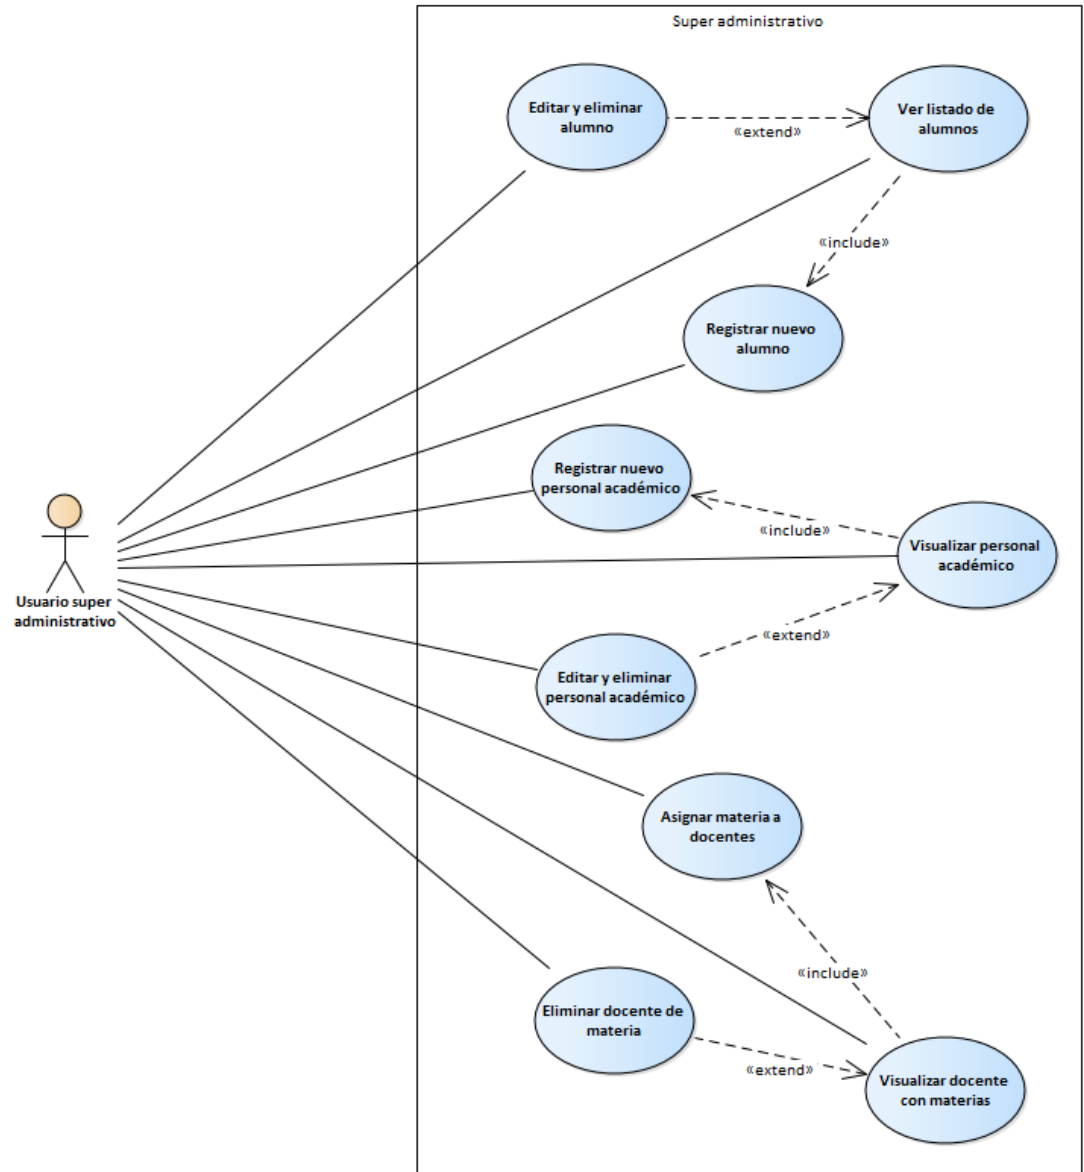 Super administrativo
Editar y eliminar
alumno
«extend»
Ver listado de
alumnos
«include»
Registrar nuevo
alumno
Registrar nuevo
personal académico
«include»
Visualizar personal
académico
Usuario super
administrativo
«extend»
Editar y eliminar
personal académico
Asignar materia a
docentes
«include»
Eliminar docente de
materia
«extend»
Visualizar docente
con materias